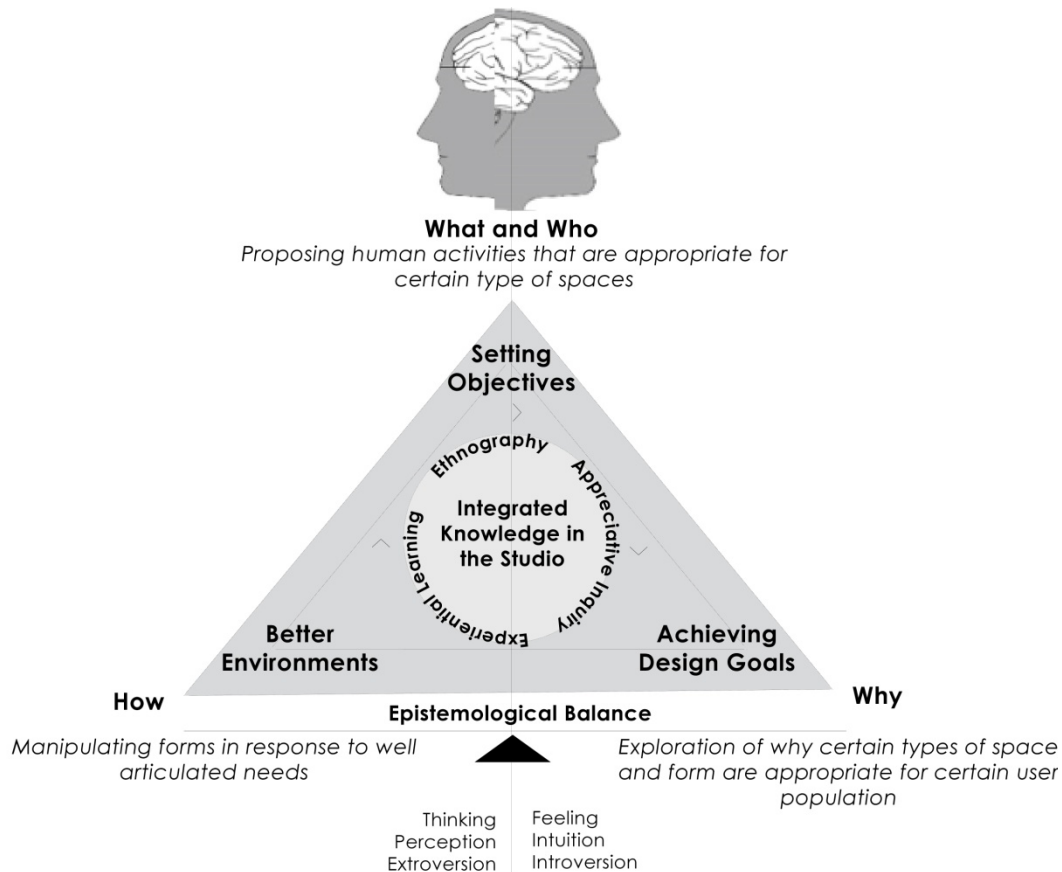 What and Who
Proposing human activities that are appropriate for
certain type of spaces
Setting
Objectives
Ethnography
Appreciative Inquiry
Experiential Learning
Integrated
Knowledge in
the Studio
Better
Environments
Achieving
Design Goals
How
Why
Epistemological Balance
Manipulating forms in response to well
articulated needs
Exploration of why certain types of space
and form are appropriate for certain user
population
Thinking
Perception
Extroversion
Feeling
Intuition
Introversion